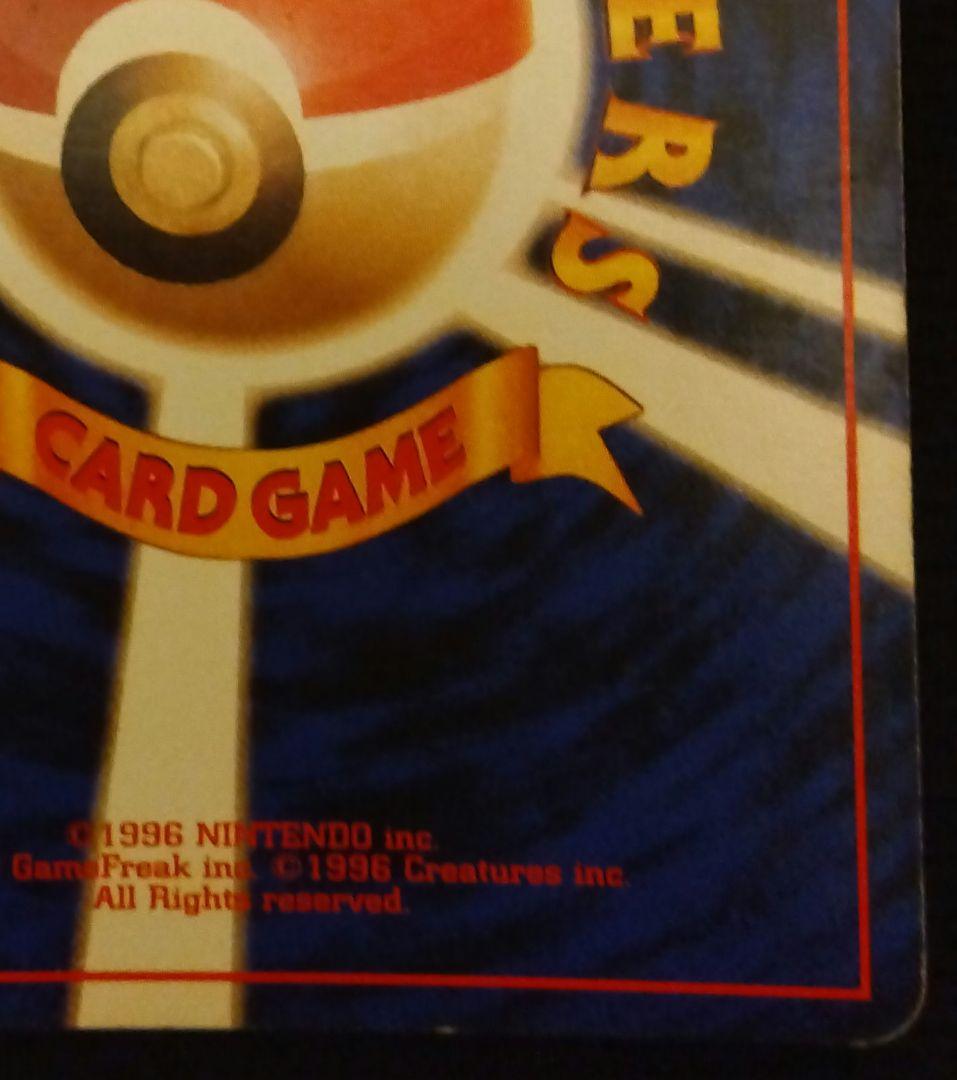 ERS
CARD GAME
©1996 NINTENDO inc.
GameFreak inc. ©1996 Creatures inc.
All Rights reserved.